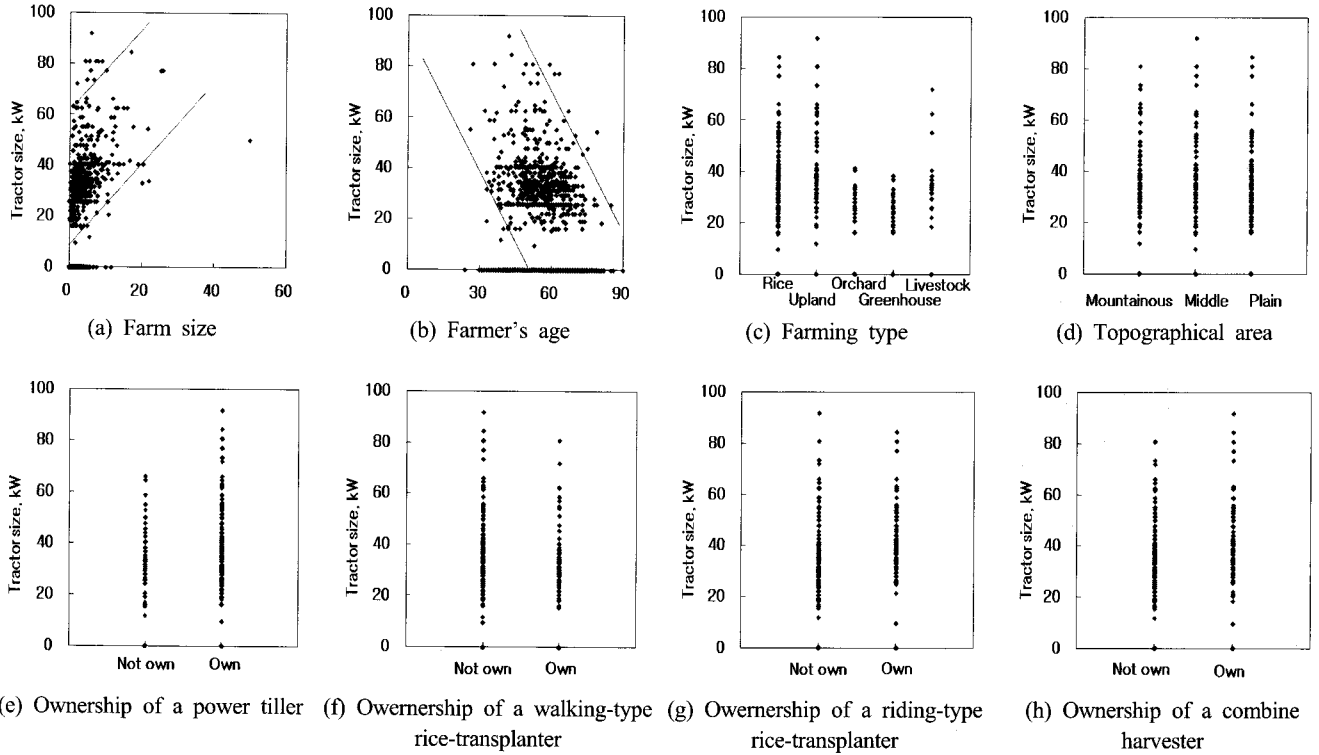 100
80
60
40
20
0
Tractor size, kW
0 20 40 60
(a) Farm size
100
80
60
40
20
0
Tractor size, kW
0 30 60 90
(b) Farmer's age
100
80
60
40
20
0
Tractor size, kW
Rice Orchard Livestock
Upland Greenhouse
(c) Farming type
100
80
60
40
20
0
Tractor size, kW
Mountainous Middle Plain
(d) Topographical area
100
80
60
40
20
0
Tractor size, kW
Not own Own
(e) Ownership of a power tiller
100
80
60
40
20
0
Tractor size, kW
Not own Own
(f) Owernership of a walking-type
rice-transplanter
100
80
60
40
20
0
Tractor size, kW
Not own Own
(g) Owernership of a riding-type
rice-transplanter
100
80
60
40
20
0
Tractor size, kW
Not own Own
(h) Ownership of a combine
harvester